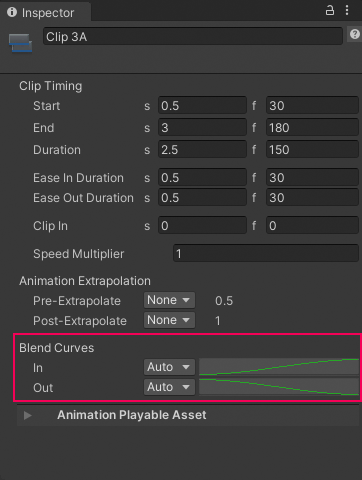 Inspector
Clip 3A
Clip Timing
Start s 0.5 f 30
End s 3 f 180
Duration s 2.5 f 150
Ease In Duration s 0.5 f 30
Ease Out Duration s 0.5 f 30
Clip In s 0 f 0
Speed Multiplier 1
Animation Extrapolation
Pre-Extrapolate None 0.5
Post-Extrapolate None 1
Blend Curves
In Auto
Out Auto
Animation Playable Asset